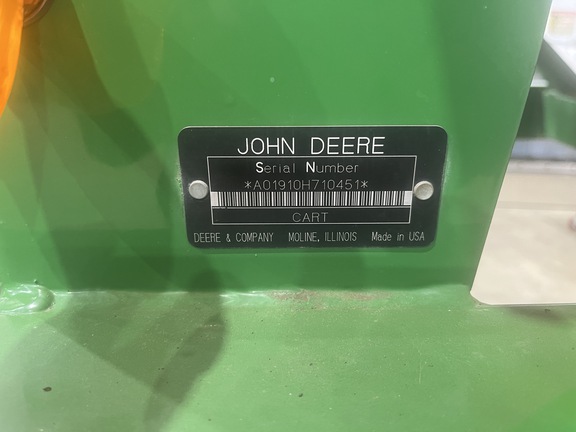 JOHN DEERE
Serial Number
*A01910H710451*
CART
DEERE & COMPANY MOLINE, ILLINOIS Made in USA